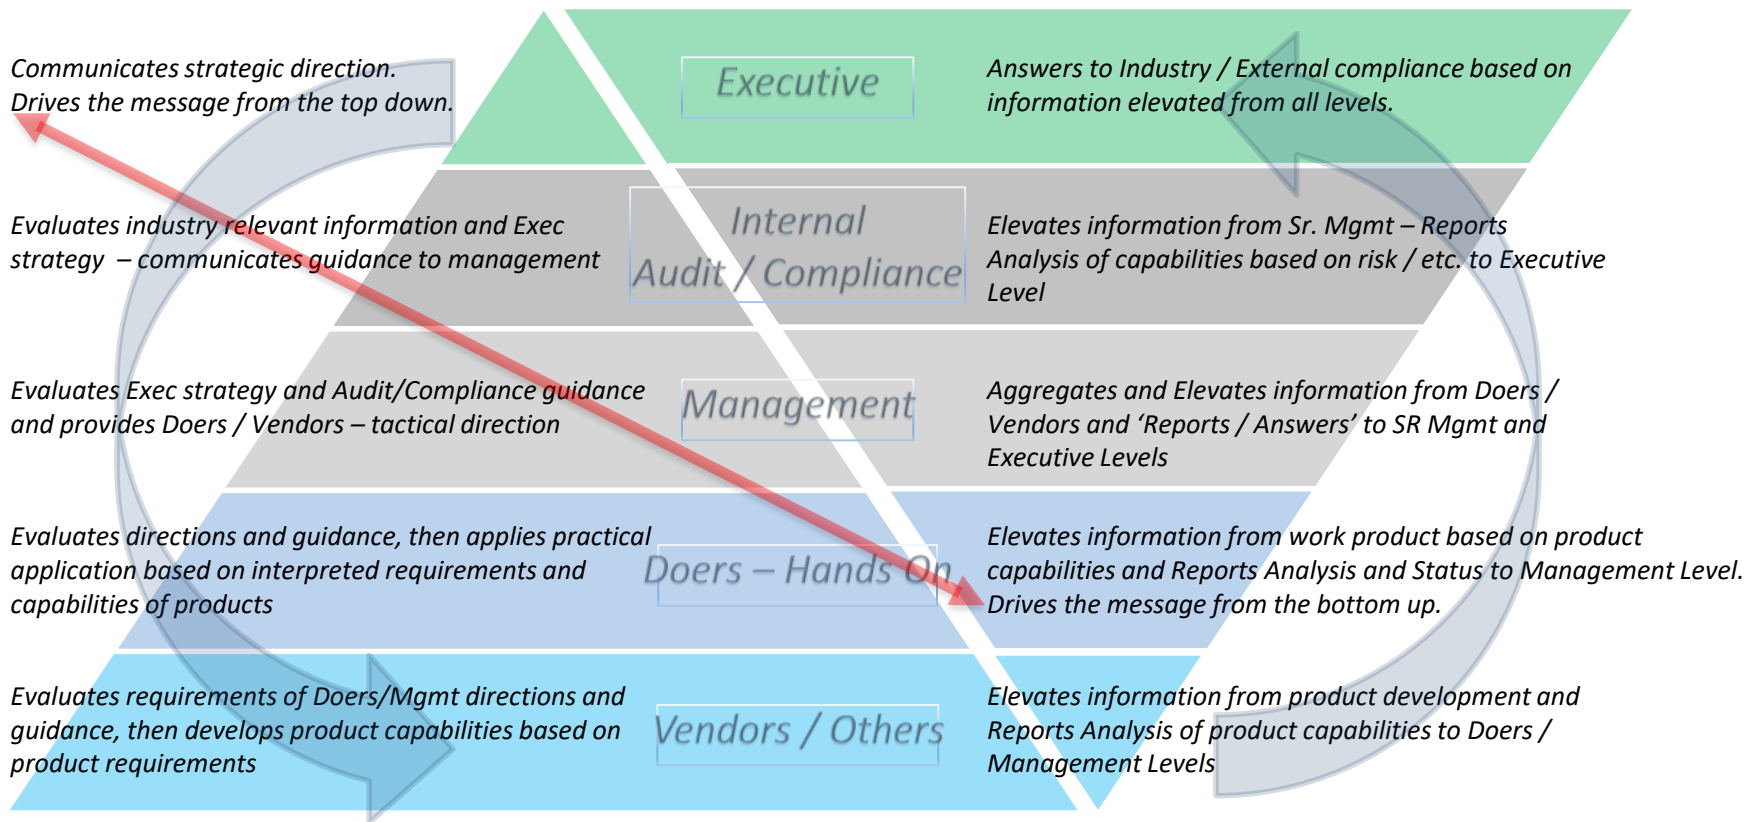 Communicates strategic direction.
Drives the message from the top down.
Executive
Answers to Industry / External compliance based on
information elevated from all levels.
Evaluates industry relevant information and Exec
strategy – communicates guidance to management
Internal
Audit / Compliance
Elevates information from Sr. Mgmt – Reports
Analysis of capabilities based on risk / etc. to Executive
Level
Evaluates Exec strategy and Audit/Compliance guidance
and provides Doers / Vendors – tactical direction
Management
Aggregates and Elevates information from Doers /
Vendors and ‘Reports / Answers’ to SR Mgmt and
Executive Levels
Evaluates directions and guidance, then applies practical
application based on interpreted requirements and
capabilities of products
Doers – Hands On
Elevates information from work product based on product
capabilities and Reports Analysis and Status to Management Level.
Drives the message from the bottom up.
Evaluates requirements of Doers/Mgmt directions and
guidance, then develops product capabilities based on
product requirements
Vendors / Others
Elevates information from product development and
Reports Analysis of product capabilities to Doers /
Management Levels